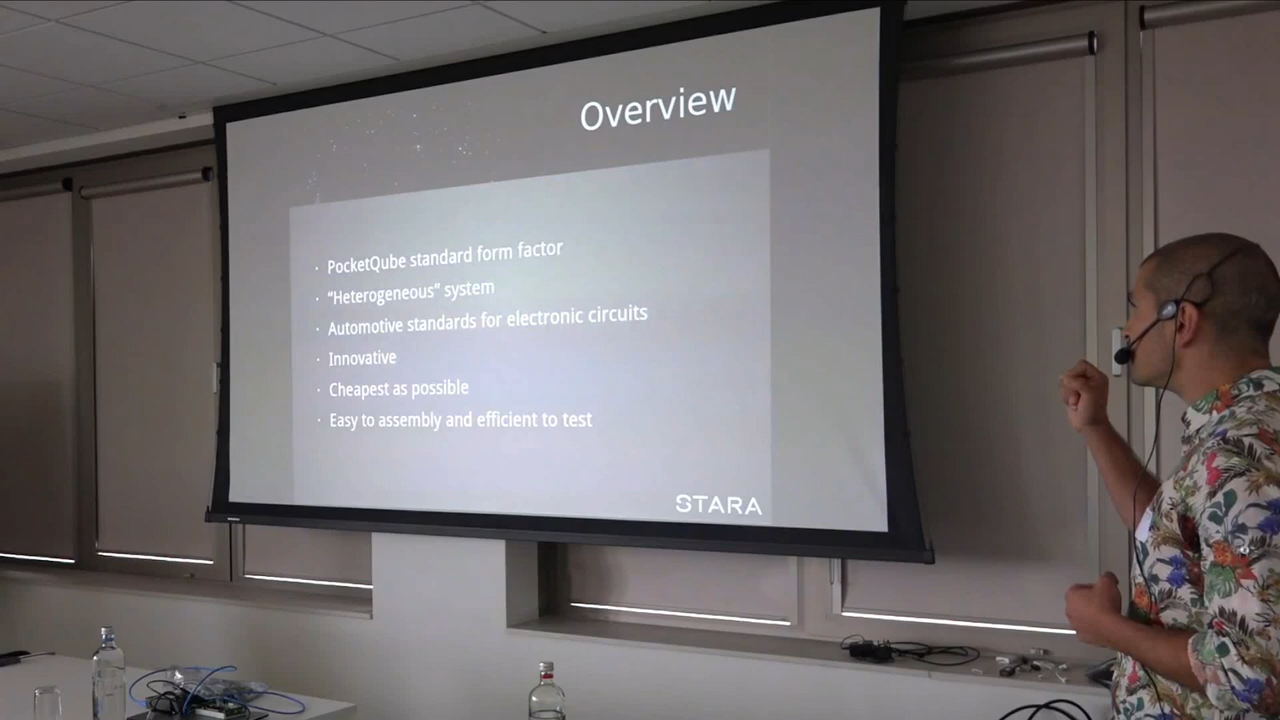 Overview
· PocketQube standard form factor
· “Heterogeneous” system
· Automotive standards for electronic circuits
· Innovative
· Cheapest as possible
· Easy to assembly and efficient to test
STARA